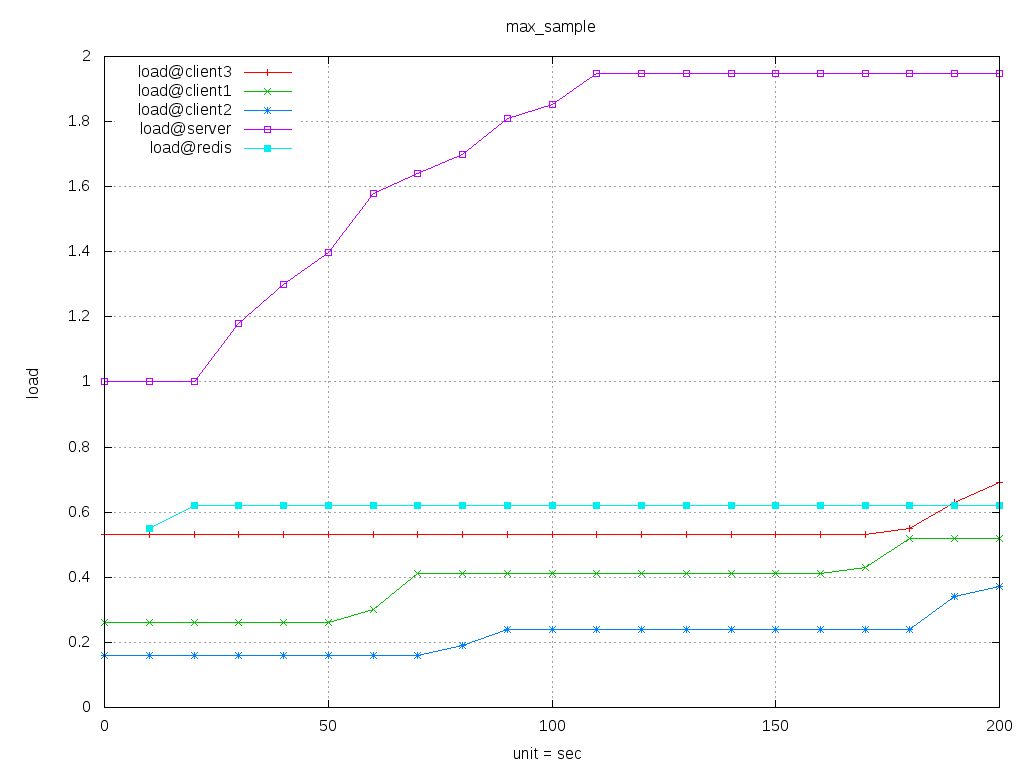 max_sample
load@client3
load@client1
load@client2
load@server
load@redis
2
1.8
1.6
1.4
1.2
1
0.8
0.6
0.4
0.2
0
load
0 50 100 150 200
unit = sec